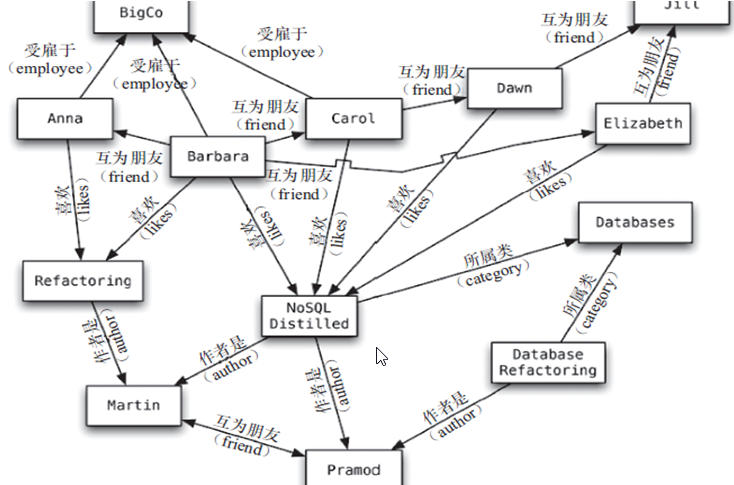 BigCo
Jill
受雇于
(employee)
受雇于
(employee)
受雇于
(employee)
互为朋友
(friend)
互为朋友
(friend)
互为朋友
(friend)
Dawn
Anna
互为朋友
(friend)
Carol
Elizabeth
Barbara
互为朋友
(friend)
互为朋友
(friend)
喜欢
(likes)
喜欢
(likes)
喜欢
(likes)
喜欢
(likes)
喜欢
(likes)
喜欢
(likes)
Databases
所属类
(category)
所属类
(category)
Refactoring
NoSQL
Distilled
作者是
(author)
作者是
(author)
作者是
(author)
Database
Refactoring
Martin
作者是
(author)
互为朋友
(friend)
Pramod